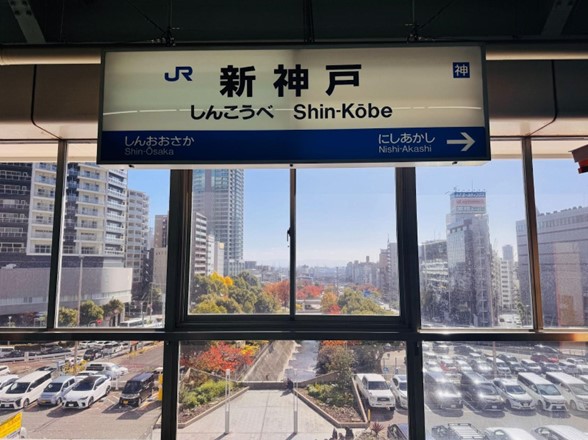 JR 新神戸 神
しんこうべ Shin-Kōbe
しんおおさか にしあかし
Shin-Ōsaka Nishi-Akashi →